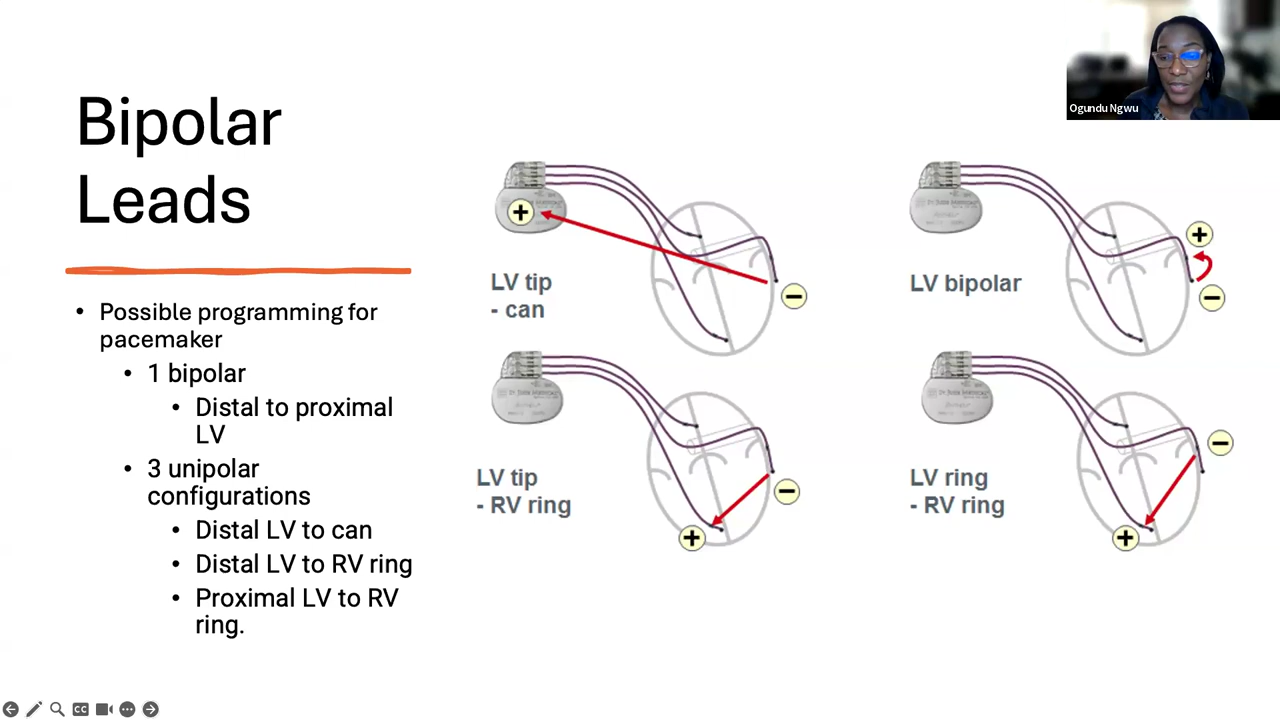 Bipolar
Leads
Possible programming for
pacemaker
1 bipolar
Distal to proximal
LV
3 unipolar
configurations
Distal LV to can
Distal LV to RV ring
Proximal LV to RV
ring.
LV tip
- can
LV bipolar
LV tip
- RV ring
LV ring
- RV ring
Ogundu Ngwu
CC